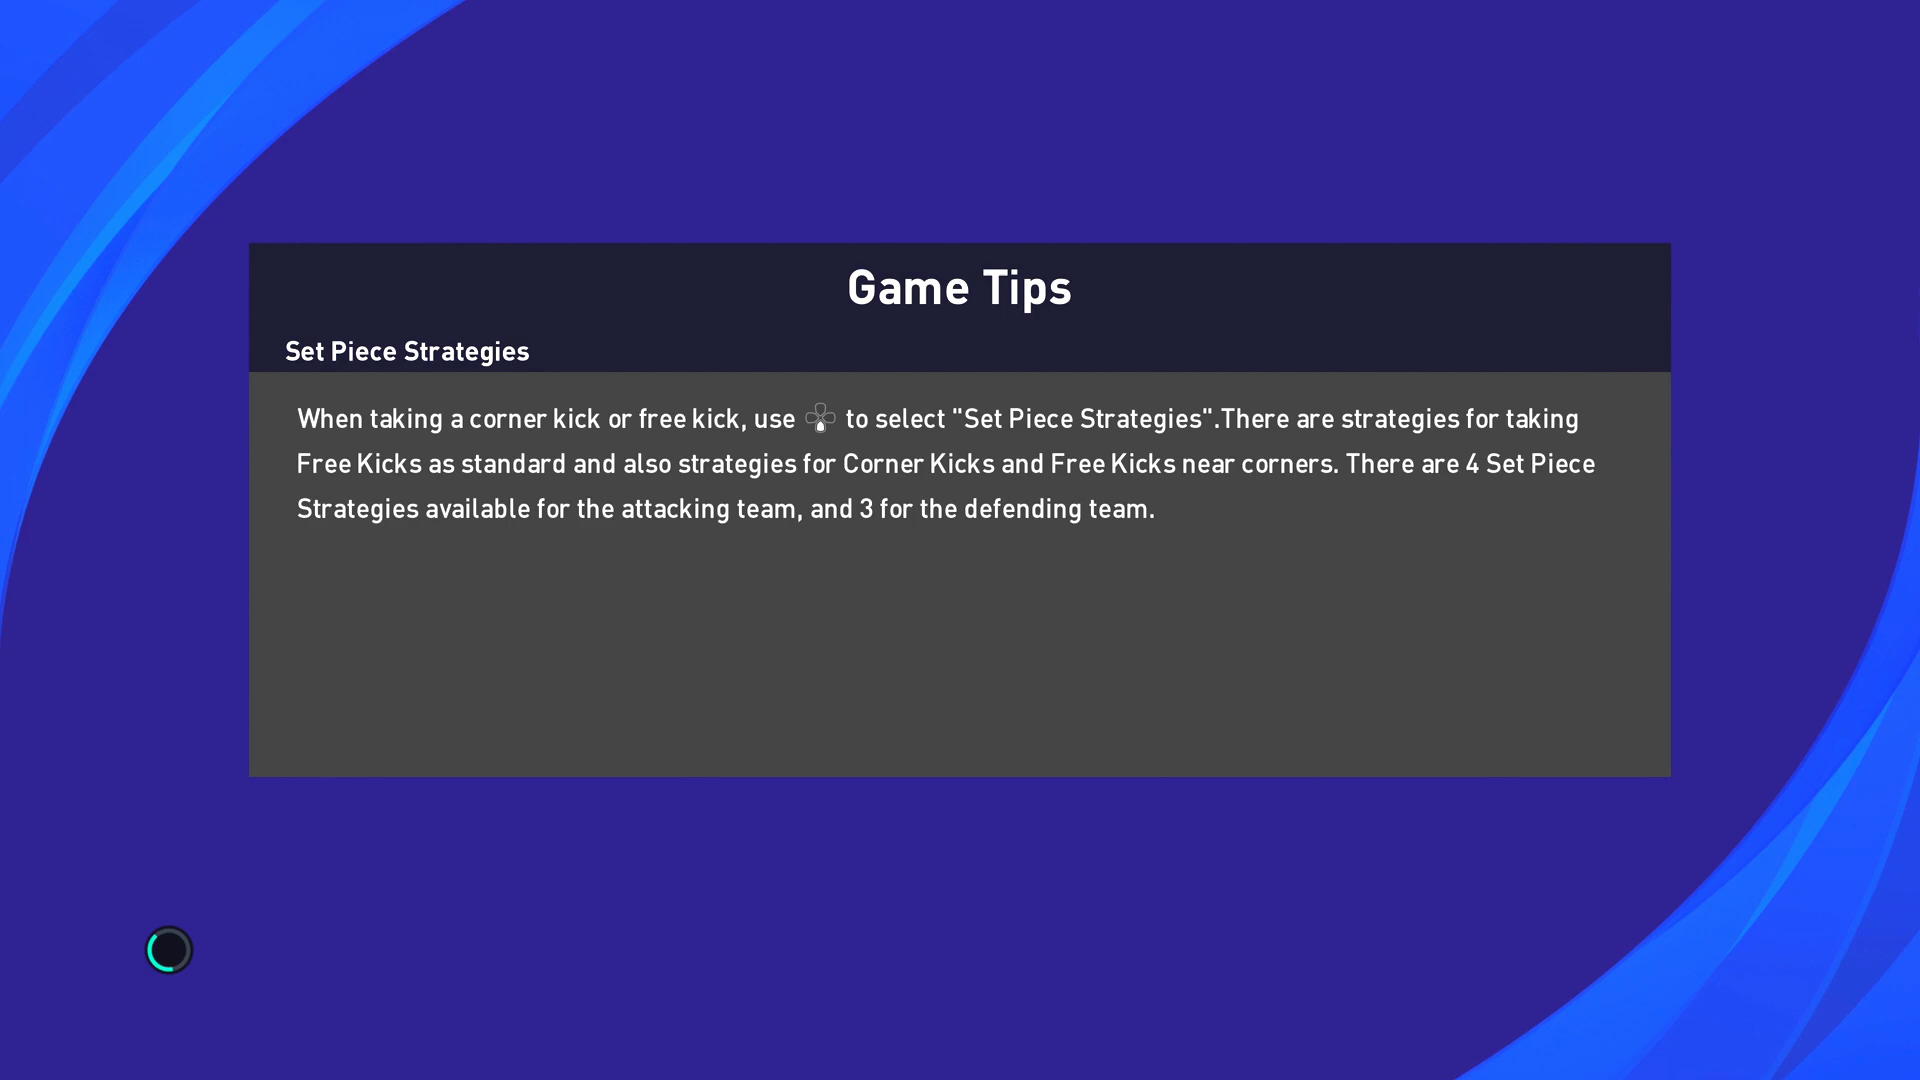 Game Tips
Set Piece Strategies
When taking a corner kick or free kick, use to select "Set Piece Strategies".There are strategies for taking
Free Kicks as standard and also strategies for Corner Kicks and Free Kicks near corners. There are 4 Set Piece
Strategies available for the attacking team, and 3 for the defending team.